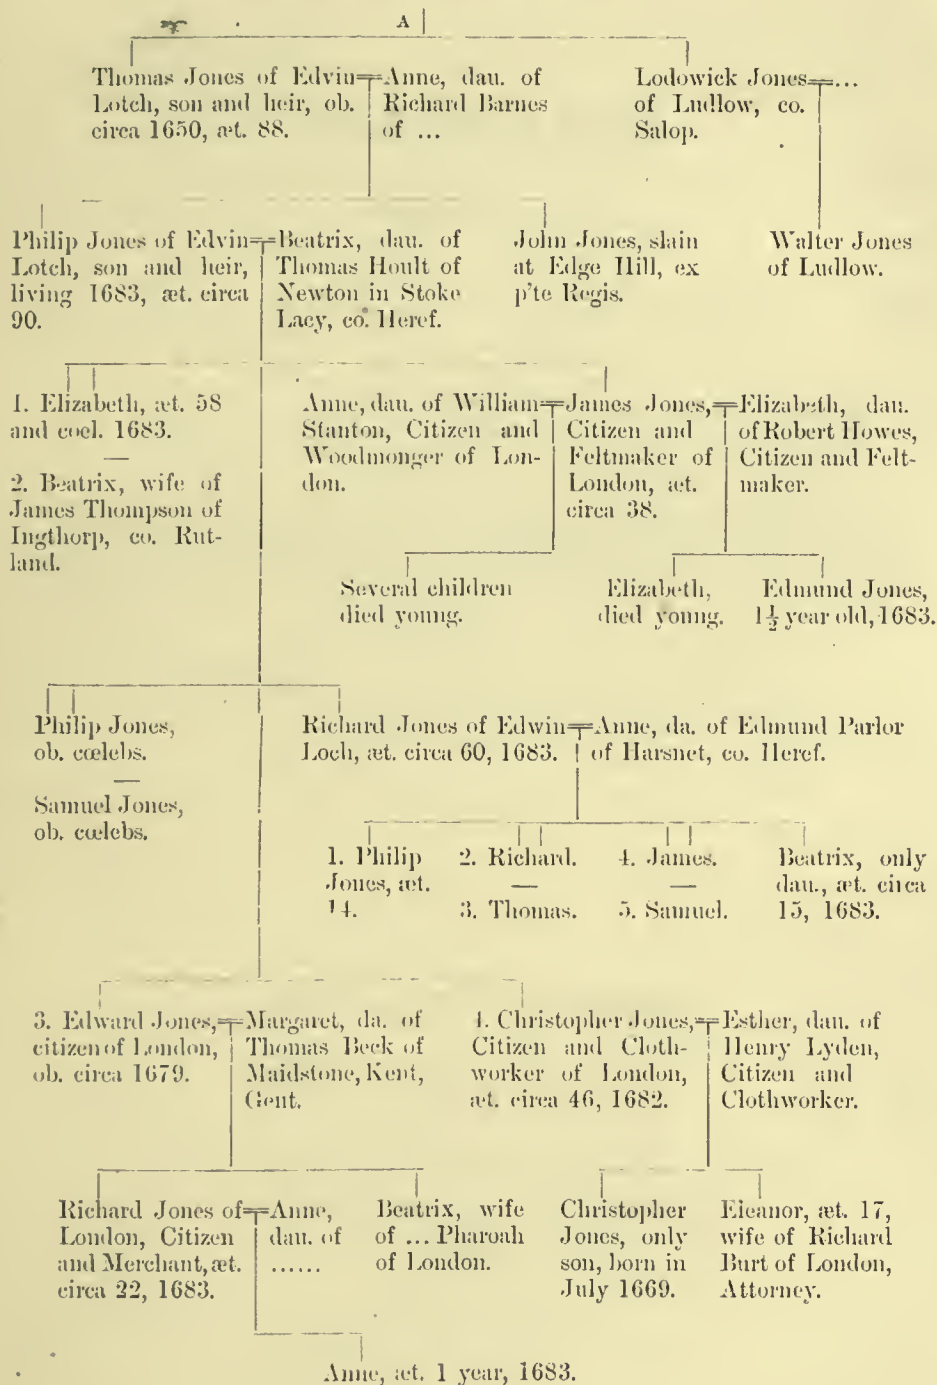 A
Thomas Jones of Edvin
Lotch, son and heir, ob.
circa 1650, æt. 88.
Anne, dau. of
Richard Barnes
of ...
Lodowick Jones
of Ludlow, co.
Salop.
...
Philip Jones of Edvin
Lotch, son and heir,
living 1683, æt. circa
90.
Beatrix, dau. of
Thomas Hoult of
Newton in Stoke
Lacy, co. Heref.
John Jones, slain
at Edge Hill, ex
p'te Regis.
Walter Jones
of Ludlow.
1. Elizabeth, æt. 58
and coel. 1683.
—
2. Beatrix, wife of
James Thompson of
Ingthorp, co. Rut-
land.
Anne, dau. of William
Stanton, Citizen and
Woodmonger of Lon-
don.
James Jones,
Citizen and
Feltmaker of
London, æt.
circa 38.
Elizabeth, dau.
of Robert Howes,
Citizen and Felt-
maker.
Several children
died young.
Elizabeth,
died young.
Edmund Jones,
1½ year old, 1683.
Philip Jones,
ob. cœlebs.
—
Samuel Jones,
ob. cœlebs.
Richard Jones of Edwin
Loch, æt. circa 60, 1683.
Anne, da. of Edmund Parlor
of Harsnet, co. Heref.
1. Philip
Jones, æt.
14.
2. Richard.
—
3. Thomas.
4. James.
—
5. Samuel.
Beatrix, only
dau., æt. circa
15, 1683.
3. Edward Jones,
citizen of London,
ob. circa 1679.
Margaret, da. of
Thomas Beck of
Maidstone, Kent,
Gent.
4. Christopher Jones,
Citizen and Cloth-
worker of London,
æt. circa 46, 1682.
Esther, dau. of
Henry Lyden,
Citizen and
Clothworker.
Richard Jones of
London, Citizen
and Merchant, æt.
circa 22, 1683.
Anne,
dau. of
......
Beatrix, wife
of ... Pharoah
of London.
Christopher
Jones, only
son, born in
July 1669.
Eleanor, æt. 17,
wife of Richard
Burt of London,
Attorney.
Anne, æt. 1 year, 1683.